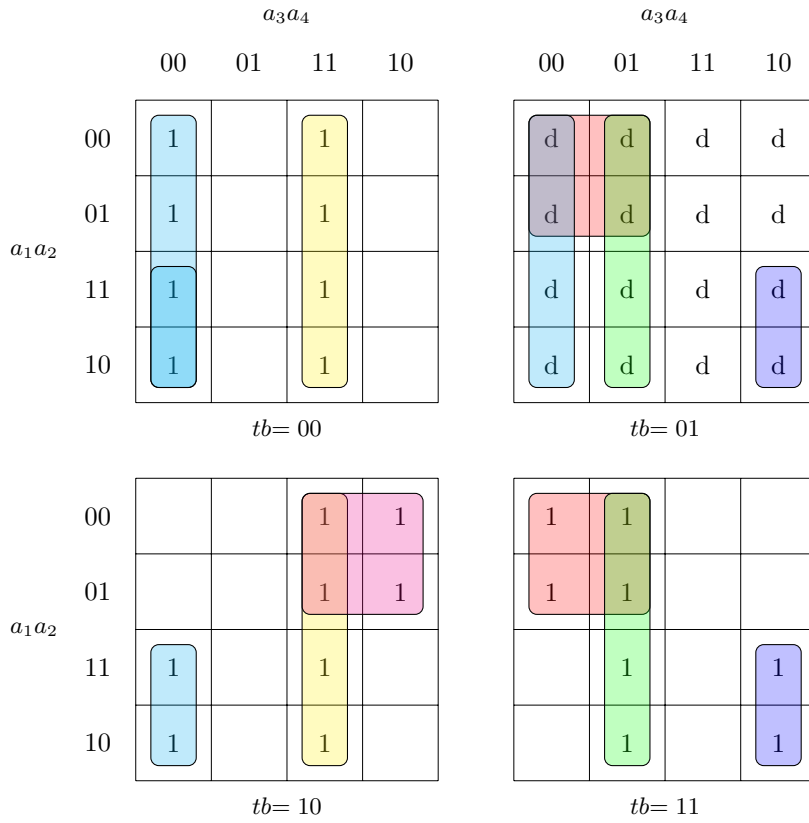 a3a4 a3a4
00 01 11 10 00 01 11 10
00 1 1 d d d d
01 1 1 d d d d
a1a2
11 1 1 d d d d
10 1 1 d d d d
tb= 00 tb= 01
00 1 1 1 1
01 1 1 1 1
a1a2
11 1 1 1 1
10 1 1 1 1
tb= 10 tb= 11